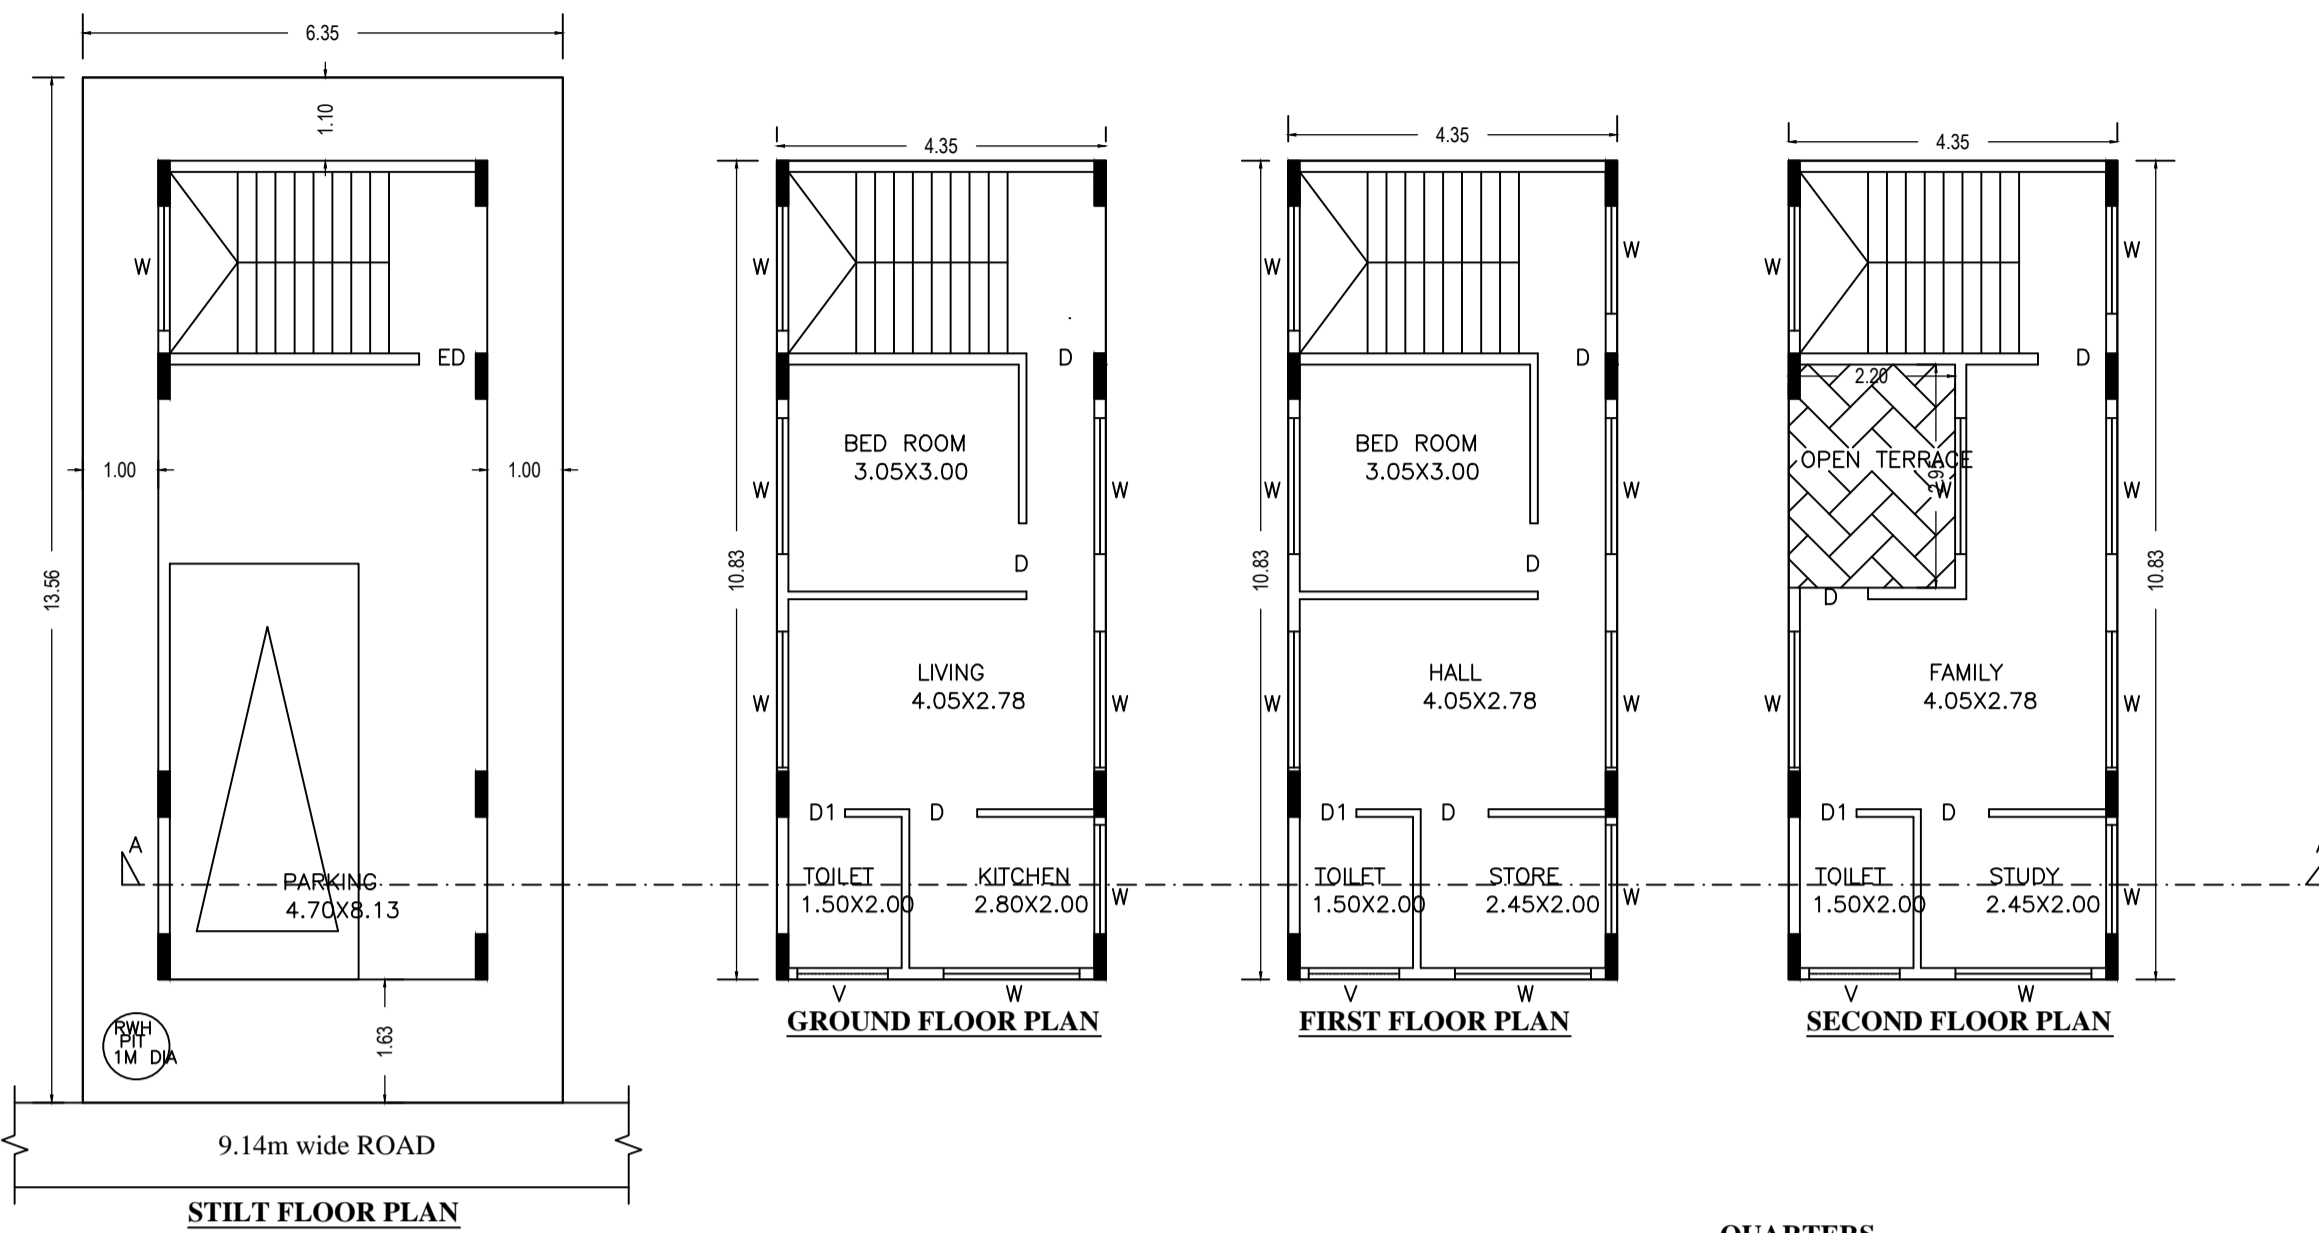 6.35
1.10
W
ED
1.00
1.00
13.56
A
PARKING
4.70X8.13
RWH
PIT
1M DIA
1.63
9.14m wide ROAD
STILT FLOOR PLAN
4.35
W
D
BED ROOM
3.05X3.00
W
W
10.83
D
LIVING
4.05X2.78
W
W
D1
D
TOILET
1.50X2.00
KITCHEN
2.80X2.00
W
V
W
GROUND FLOOR PLAN
4.35
W
W
D
BED ROOM
3.05X3.00
W
W
10.83
D
HALL
4.05X2.78
W
W
D1
D
TOILET
1.50X2.00
STORE
2.45X2.00
W
V
W
FIRST FLOOR PLAN
4.35
W
W
D
2.20
OPEN TERRACE
2.95
W
W
10.83
D
FAMILY
4.05X2.78
W
W
D1
D
TOILET
1.50X2.00
STUDY
2.45X2.00
W
V
W
SECOND FLOOR PLAN
QUARTERS